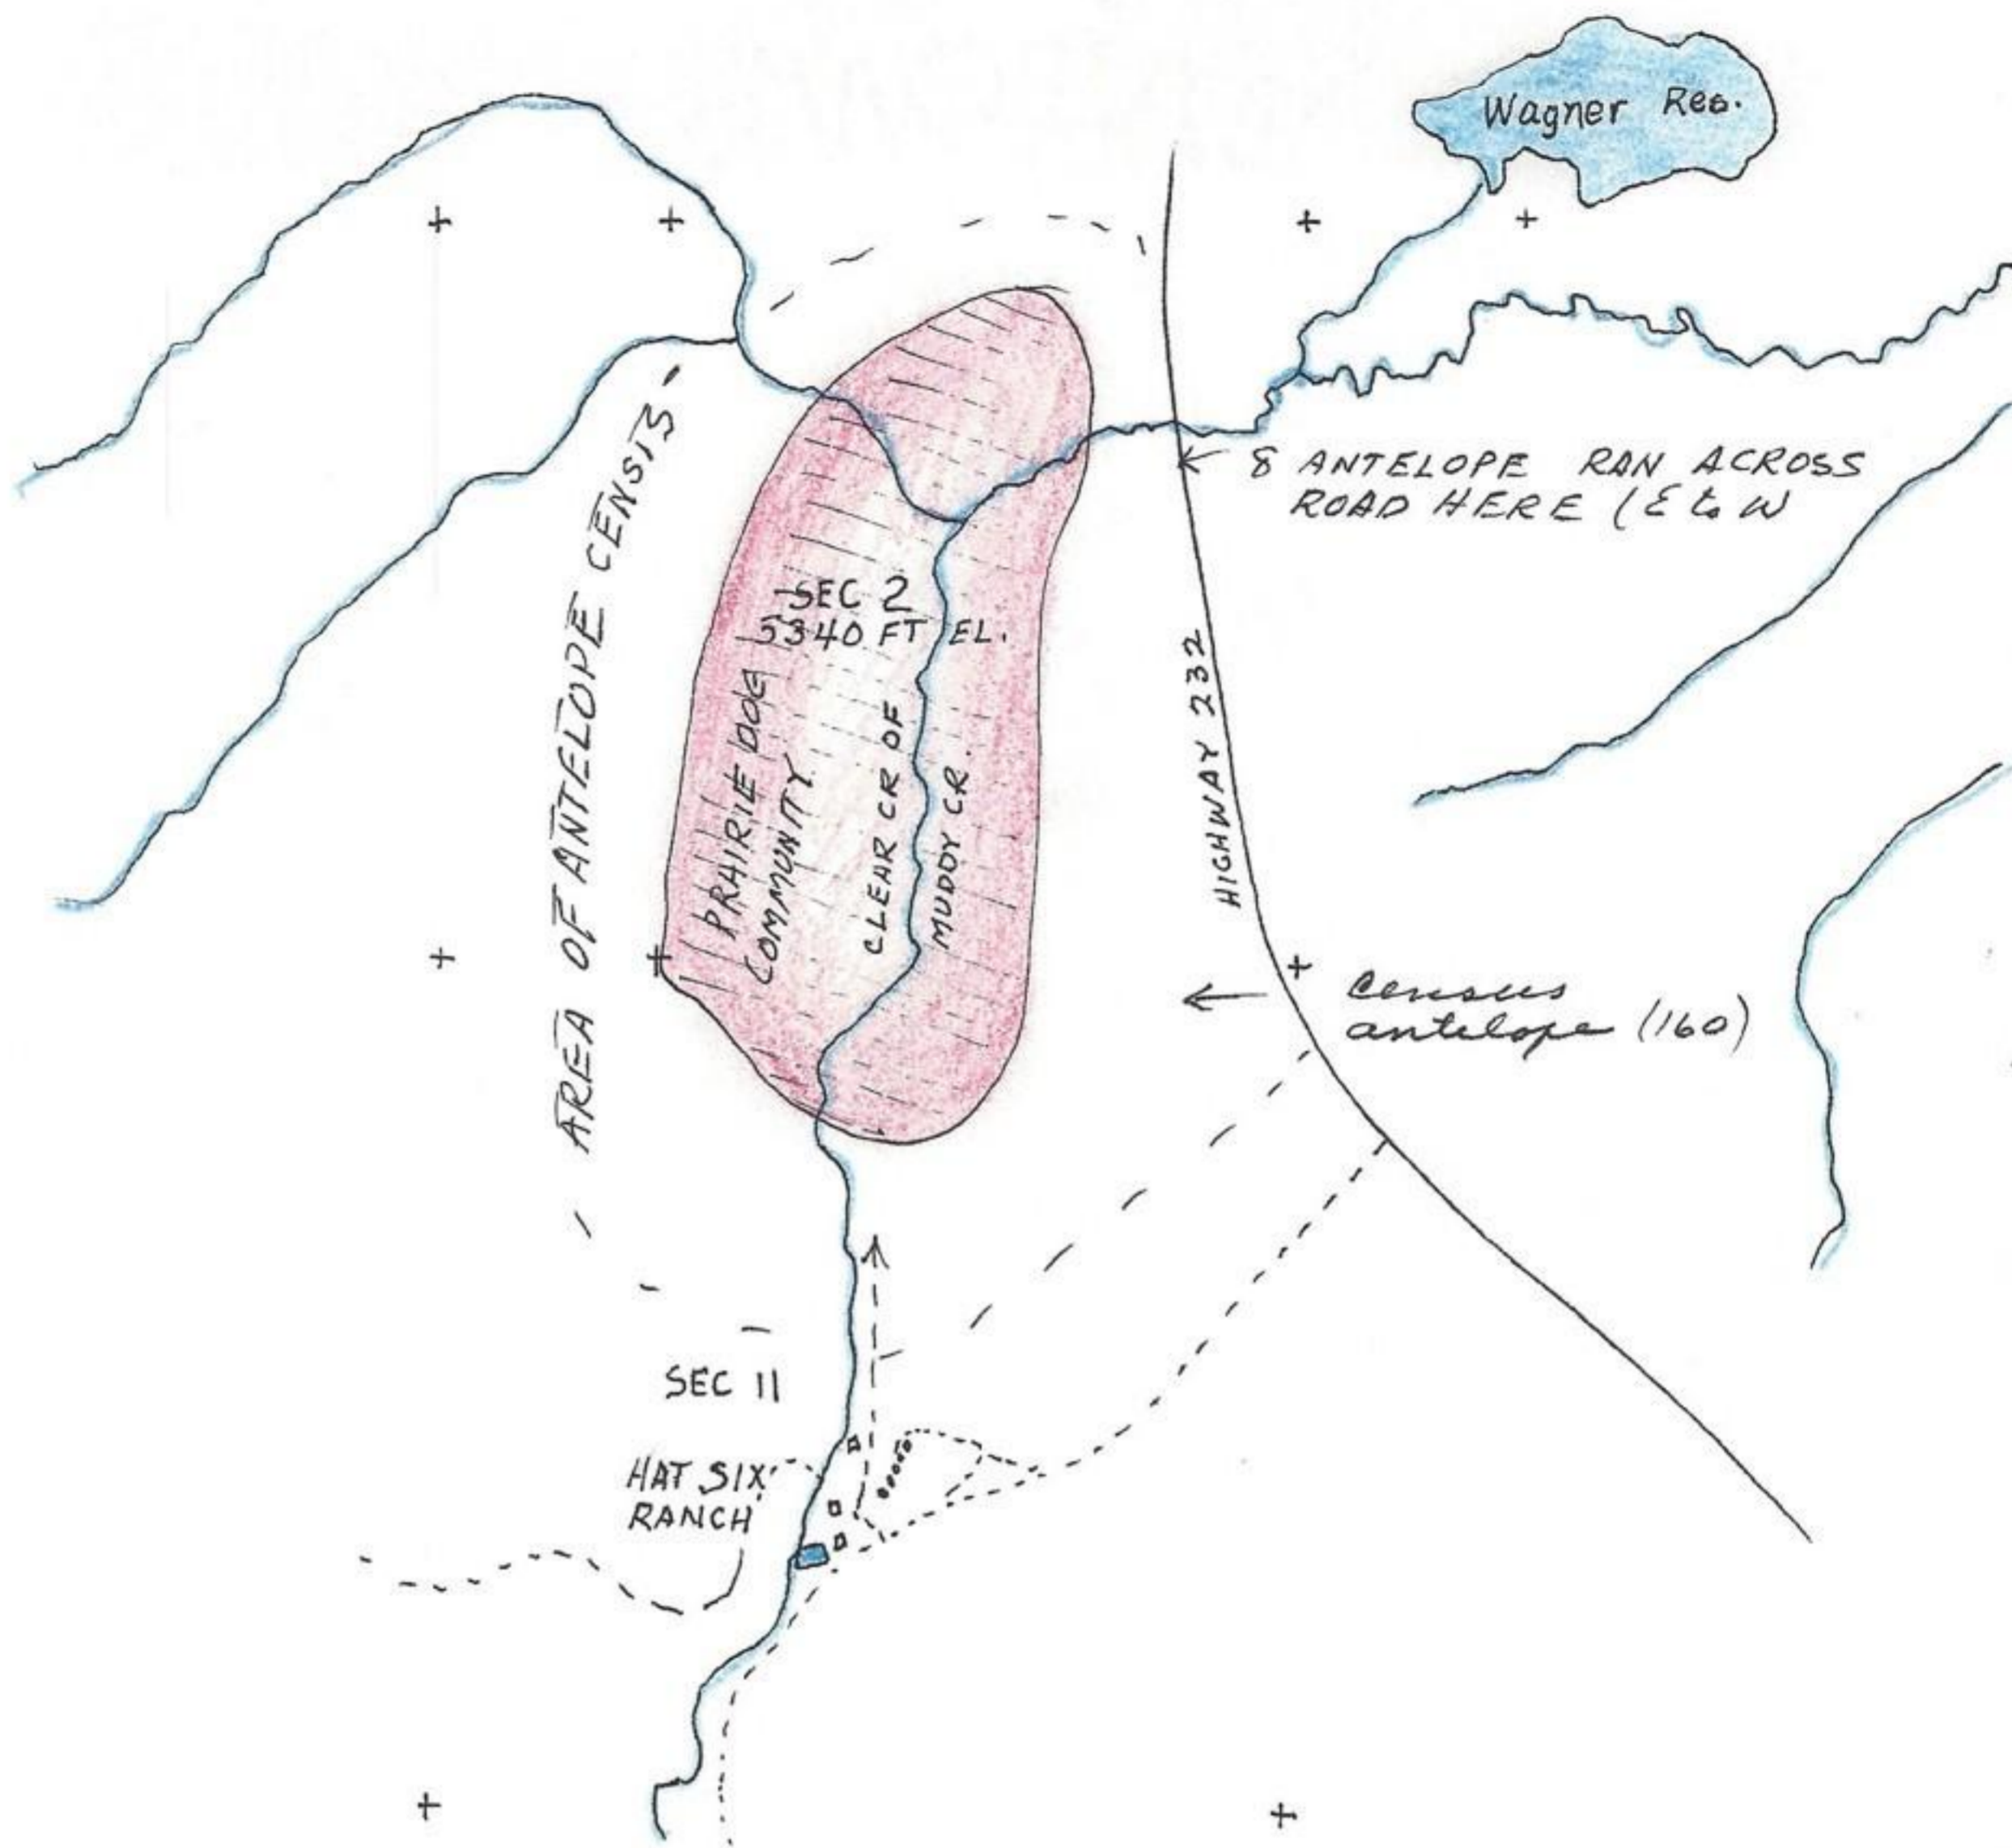 Wagner Res.
8 ANTELOPE RAN ACROSS
ROAD HERE (E to W
AREA OF ANTELOPE CENSIS
SEC 2
5340 FT EL.
PRAIRIE DOG
COMMUNITY
CLEAR CR OF
MUDDY CR.
HIGHWAY 232
census
antelope (160)
SEC 11
HAT SIX
RANCH